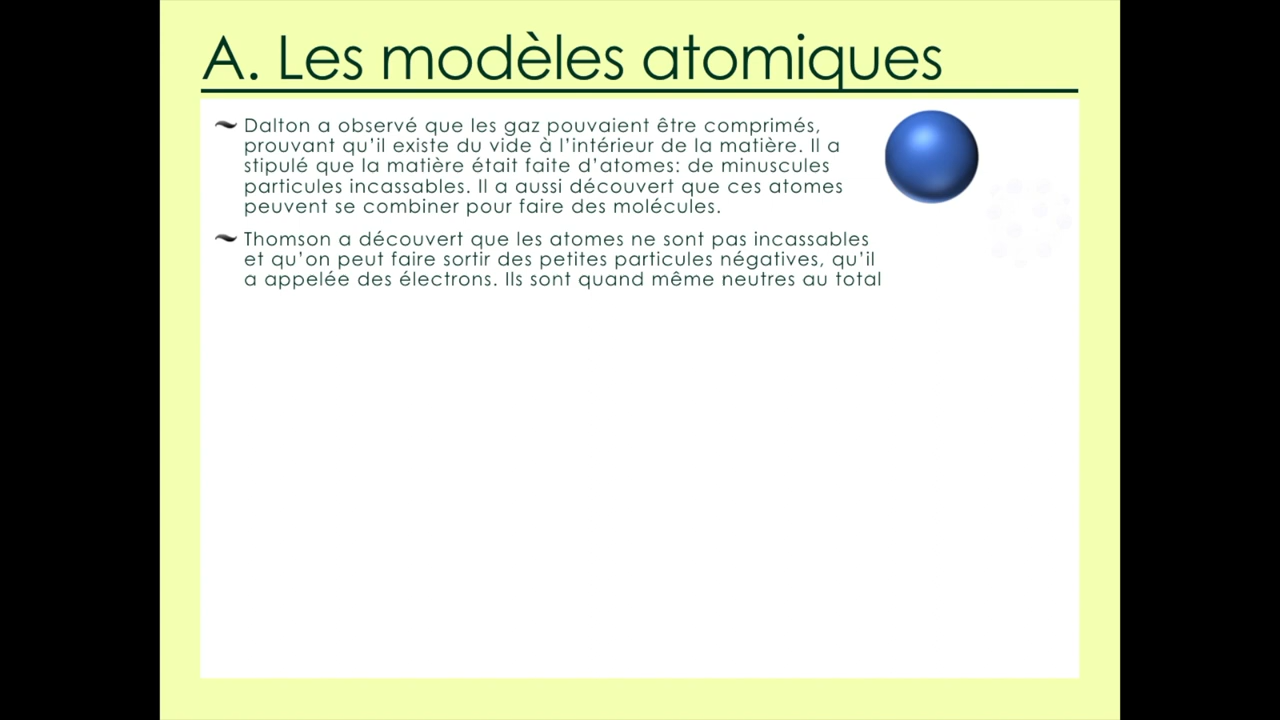 A. Les modèles atomiques
Dalton a observé que les gaz pouvaient être comprimés,
prouvant qu’il existe du vide à l’intérieur de la matière. Il a
stipulé que la matière était faite d’atomes: de minuscules
particules incassables. Il a aussi découvert que ces atomes
peuvent se combiner pour faire des molécules.
Thomson a découvert que les atomes ne sont pas incassables
et qu’on peut faire sortir des petites particules négatives, qu’il
a appelée des électrons. Ils sont quand même neutres au total